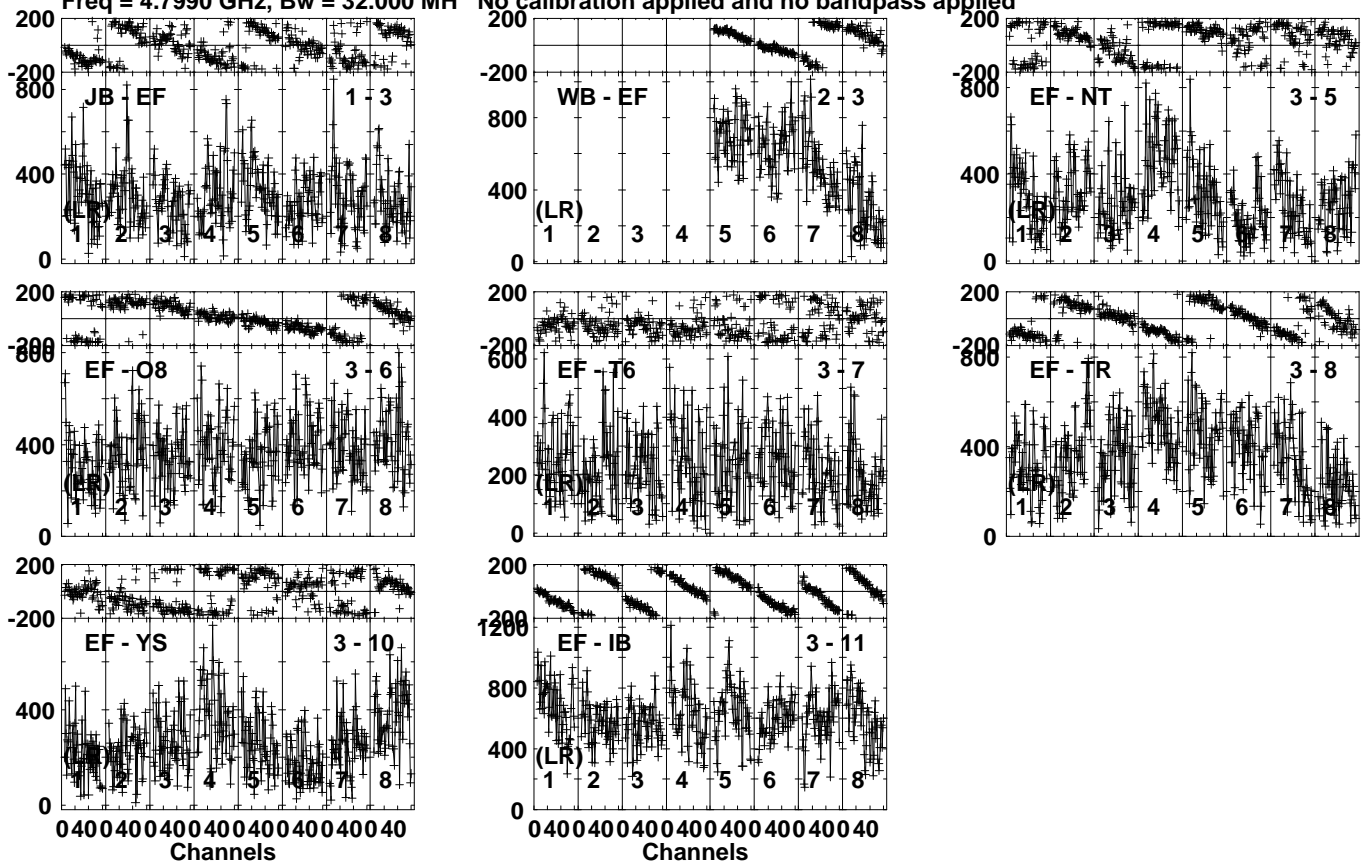 Freq = 4.7990 GHz, Bw = 32.000 MH No calibration applied and no bandpass applied
200
-200
800
400
0
JB - EF
1 - 3
(LR)
1 2 3 4 5 6 7 8
200
-200
800
400
0
WB - EF
2 - 3
(LR)
1 2 3 4 5 6 7 8
200
-200
800
400
0
EF - NT
3 - 5
(LR)
1 2 3 4 5 6 7 8
200
-200
800
400
0
EF - O8
3 - 6
(LR)
1 2 3 4 5 6 7 8
200
-200
600
400
200
0
EF - T6
3 - 7
(LR)
1 2 3 4 5 6 7 8
200
-200
800
400
0
EF - TR
3 - 8
(LR)
1 2 3 4 5 6 7 8
200
-200
400
0
EF - YS
3 - 10
(LR)
1 2 3 4 5 6 7 8
0 40 0 40 0 40 0 40 0 40 0 40 0 40 0 40
Channels
200
-200
1200
800
400
0
EF - IB
3 - 11
(LR)
1 2 3 4 5 6 7 8
0 40 0 40 0 40 0 40 0 40 0 40 0 40 0 40
Channels